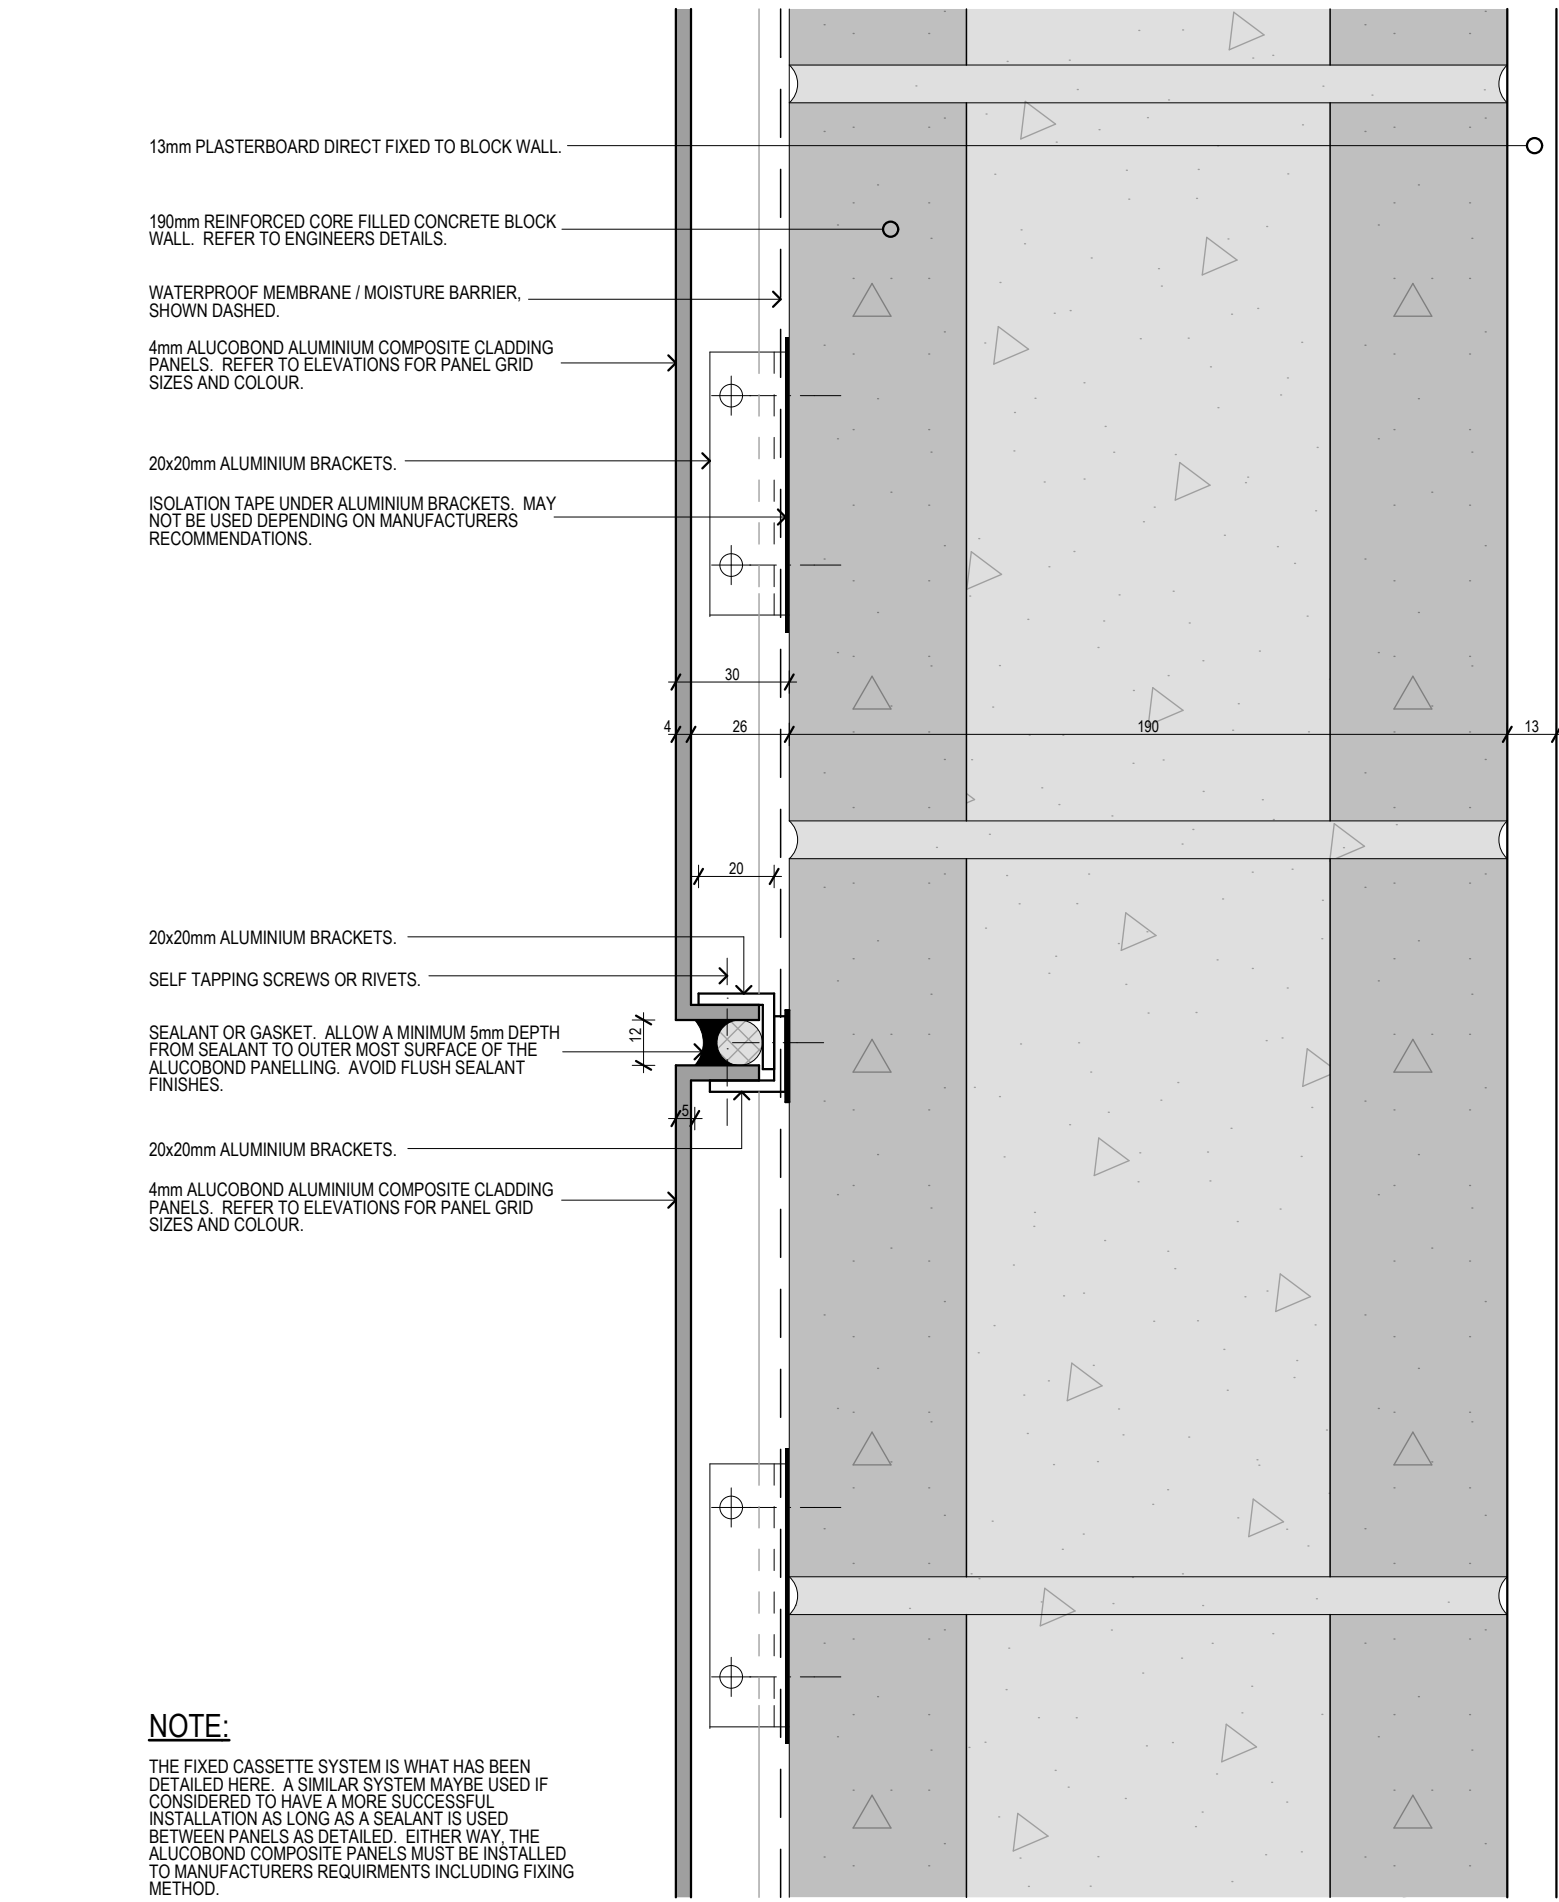 13mm PLASTERBOARD DIRECT FIXED TO BLOCK WALL.
190mm REINFORCED CORE FILLED CONCRETE BLOCK
WALL. REFER TO ENGINEERS DETAILS.
WATERPROOF MEMBRANE / MOISTURE BARRIER,
SHOWN DASHED.
4mm ALUCOBOND ALUMINIUM COMPOSITE CLADDING
PANELS. REFER TO ELEVATIONS FOR PANEL GRID
SIZES AND COLOUR.
20x20mm ALUMINIUM BRACKETS.
ISOLATION TAPE UNDER ALUMINIUM BRACKETS. MAY
NOT BE USED DEPENDING ON MANUFACTURERS
RECOMMENDATIONS.
30
4
26
190
13
20
20x20mm ALUMINIUM BRACKETS.
SELF TAPPING SCREWS OR RIVETS.
SEALANT OR GASKET. ALLOW A MINIMUM 5mm DEPTH
FROM SEALANT TO OUTER MOST SURFACE OF THE
ALUCOBOND PANELLING. AVOID FLUSH SEALANT
FINISHES.
12
5
20x20mm ALUMINIUM BRACKETS.
4mm ALUCOBOND ALUMINIUM COMPOSITE CLADDING
PANELS. REFER TO ELEVATIONS FOR PANEL GRID
SIZES AND COLOUR.
NOTE:
THE FIXED CASSETTE SYSTEM IS WHAT HAS BEEN
DETAILED HERE. A SIMILAR SYSTEM MAYBE USED IF
CONSIDERED TO HAVE A MORE SUCCESSFUL
INSTALLATION AS LONG AS A SEALANT IS USED
BETWEEN PANELS AS DETAILED. EITHER WAY, THE
ALUCOBOND COMPOSITE PANELS MUST BE INSTALLED
TO MANUFACTURERS REQUIRMENTS INCLUDING FIXING
METHOD.